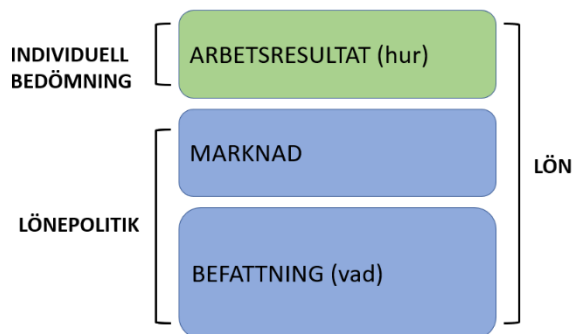 INDIVIDUELL
BEDÖMNING
ARBETSRESULTAT (hur)
MARKNAD
LÖN
LÖNEPOLITIK
BEFATTNING (vad)